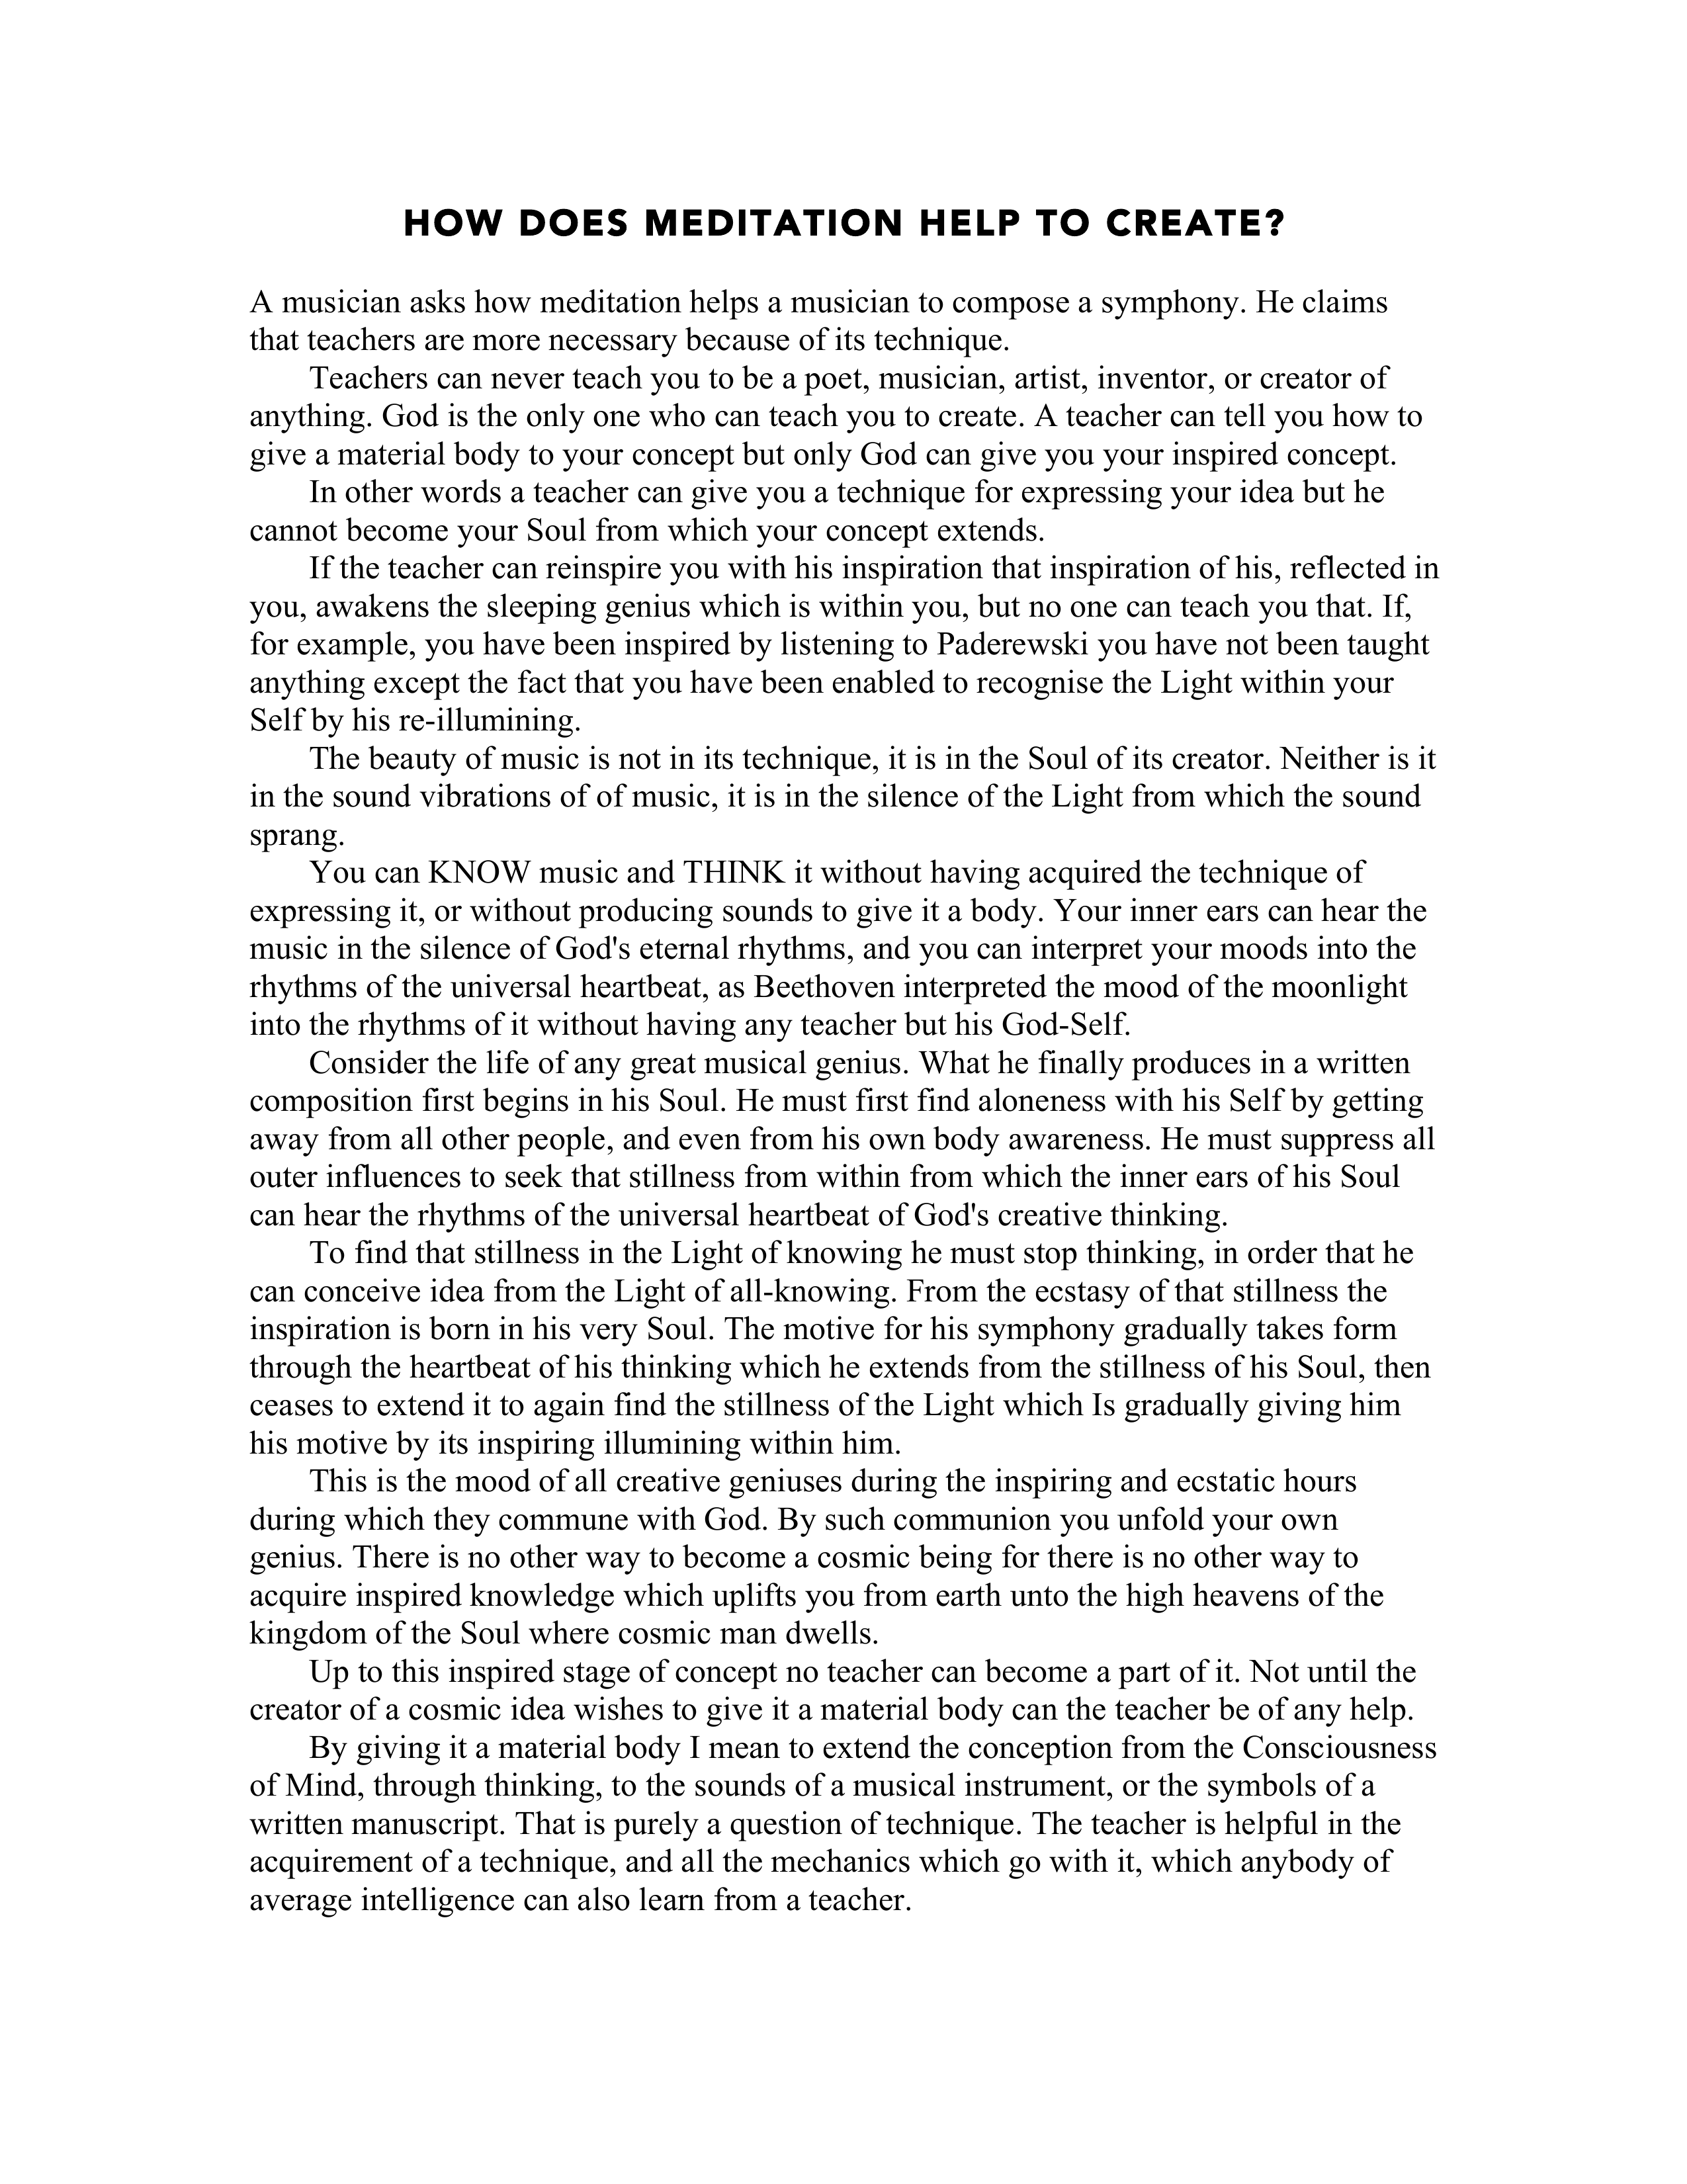 HOW DOES MEDITATION HELP TO CREATE?
A musician asks how meditation helps a musician to compose a symphony. He claims
that teachers are more necessary because of its technique.
Teachers can never teach you to be a poet, musician, artist, inventor, or creator of
anything. God is the only one who can teach you to create. A teacher can tell you how to
give a material body to your concept but only God can give you your inspired concept.
In other words a teacher can give you a technique for expressing your idea but he
cannot become your Soul from which your concept extends.
If the teacher can reinspire you with his inspiration that inspiration of his, reflected in
you, awakens the sleeping genius which is within you, but no one can teach you that. If,
for example, you have been inspired by listening to Paderewski you have not been taught
anything except the fact that you have been enabled to recognise the Light within your
Self by his re-illumining.
The beauty of music is not in its technique, it is in the Soul of its creator. Neither is it
in the sound vibrations of of music, it is in the silence of the Light from which the sound
sprang.
You can KNOW music and THINK it without having acquired the technique of
expressing it, or without producing sounds to give it a body. Your inner ears can hear the
music in the silence of God's eternal rhythms, and you can interpret your moods into the
rhythms of the universal heartbeat, as Beethoven interpreted the mood of the moonlight
into the rhythms of it without having any teacher but his God-Self.
Consider the life of any great musical genius. What he finally produces in a written
composition first begins in his Soul. He must first find aloneness with his Self by getting
away from all other people, and even from his own body awareness. He must suppress all
outer influences to seek that stillness from within from which the inner ears of his Soul
can hear the rhythms of the universal heartbeat of God's creative thinking.
To find that stillness in the Light of knowing he must stop thinking, in order that he
can conceive idea from the Light of all-knowing. From the ecstasy of that stillness the
inspiration is born in his very Soul. The motive for his symphony gradually takes form
through the heartbeat of his thinking which he extends from the stillness of his Soul, then
ceases to extend it to again find the stillness of the Light which Is gradually giving him
his motive by its inspiring illumining within him.
This is the mood of all creative geniuses during the inspiring and ecstatic hours
during which they commune with God. By such communion you unfold your own
genius. There is no other way to become a cosmic being for there is no other way to
acquire inspired knowledge which uplifts you from earth unto the high heavens of the
kingdom of the Soul where cosmic man dwells.
Up to this inspired stage of concept no teacher can become a part of it. Not until the
creator of a cosmic idea wishes to give it a material body can the teacher be of any help.
By giving it a material body I mean to extend the conception from the Consciousness
of Mind, through thinking, to the sounds of a musical instrument, or the symbols of a
written manuscript. That is purely a question of technique. The teacher is helpful in the
acquirement of a technique, and all the mechanics which go with it, which anybody of
average intelligence can also learn from a teacher.